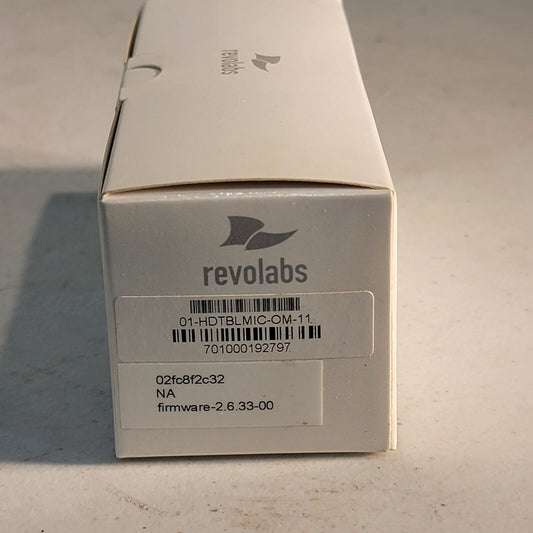 revolabs
revolabs
01-HDTBLMIC-OM-11
701000192797
02fc8f2c32
NA
firmware-2.6.33-00